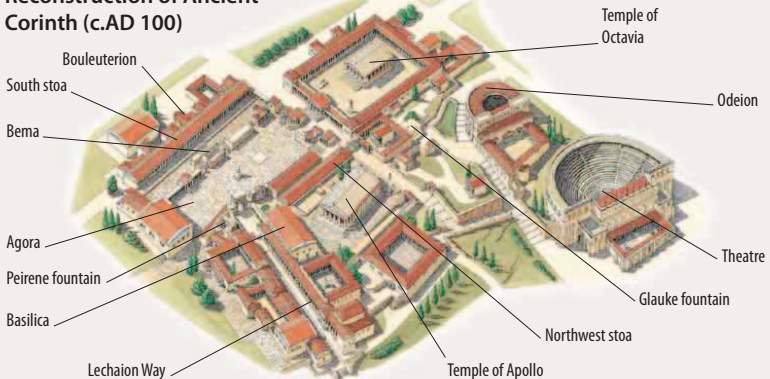 Reconstruction of Ancient
Corinth (c.AD 100)
Temple of
Octavia
Bouleuterion
South stoa
Odeion
Bema
Agora
Theatre
Peirene fountain
Glauke fountain
Basilica
Northwest stoa
Lechaion Way
Temple of Apollo